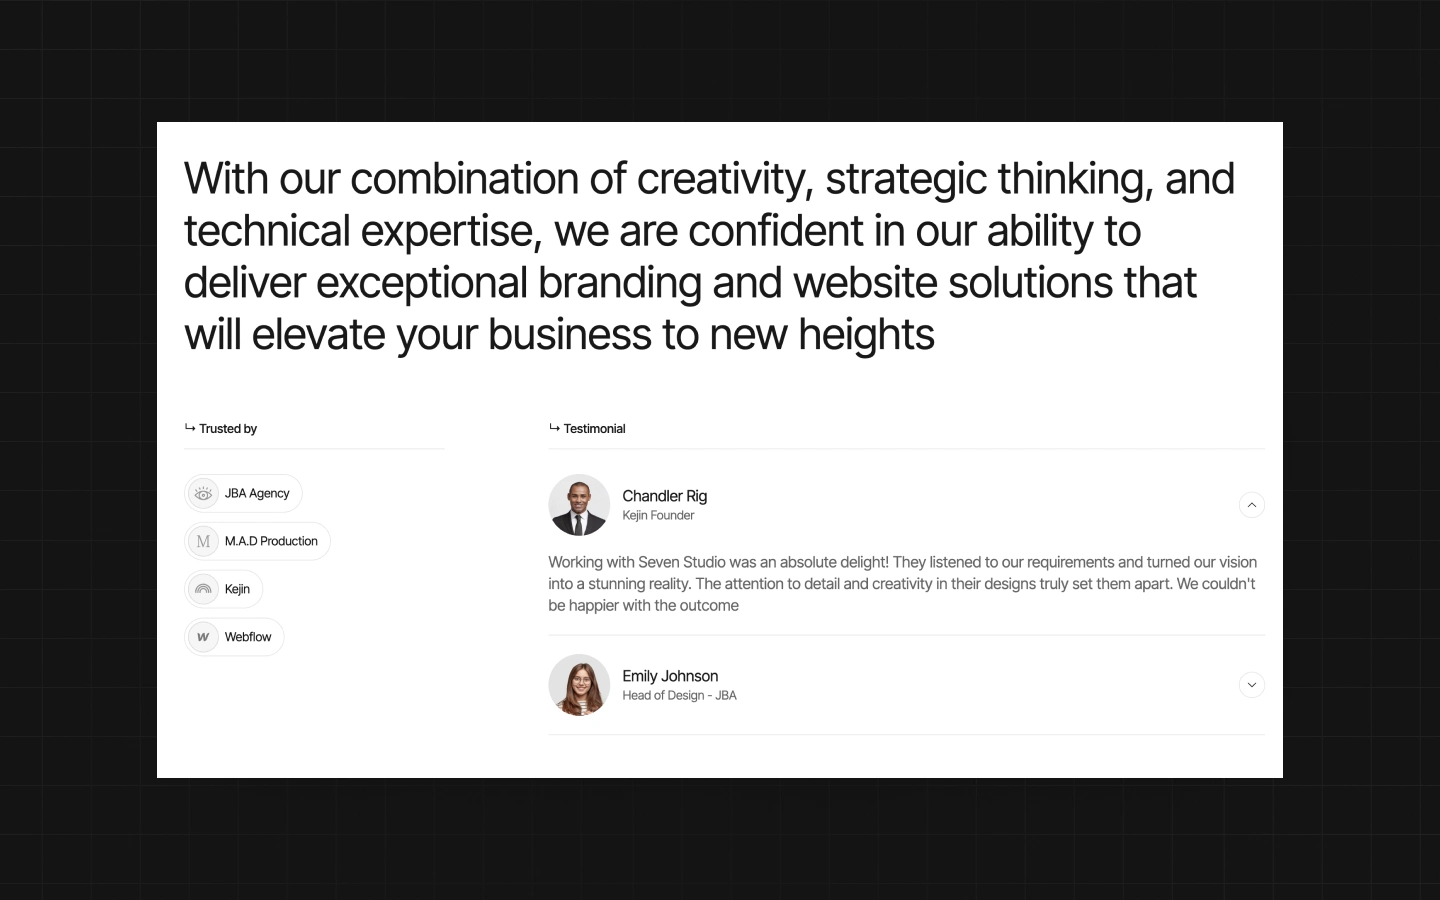 With our combination of creativity, strategic thinking, and
technical expertise, we are confident in our ability to
deliver exceptional branding and website solutions that
will elevate your business to new heights
↳ Trusted by
JBA Agency
M M.A.D Production
Kejin
W Webflow
↳ Testimonial
Chandler Rig
Kejin Founder
Working with Seven Studio was an absolute delight! They listened to our requirements and turned our vision
into a stunning reality. The attention to detail and creativity in their designs truly set them apart. We couldn't
be happier with the outcome
Emily Johnson
Head of Design - JBA